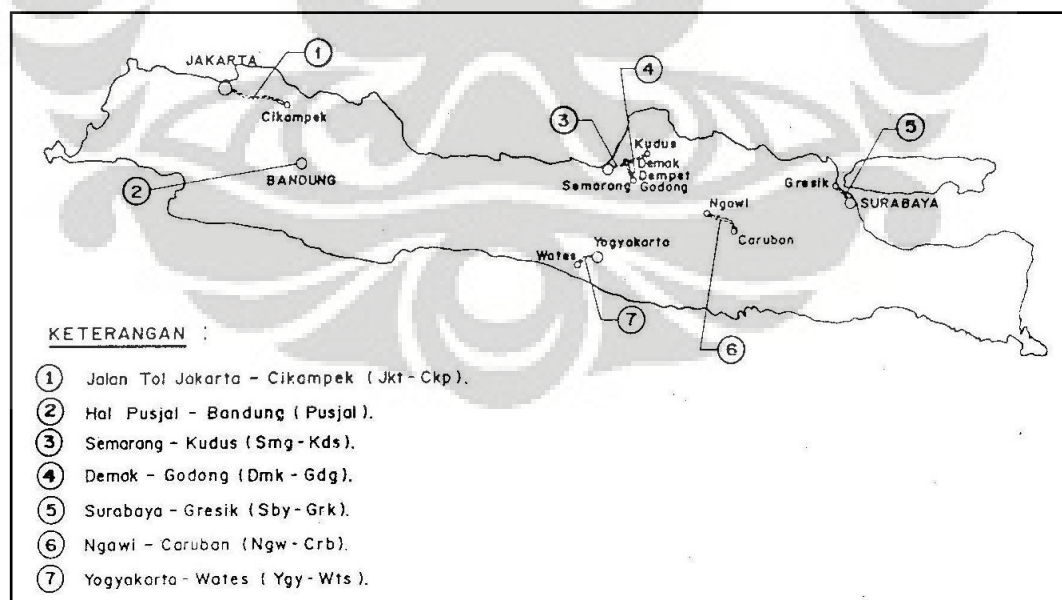 1
JAKARTA
Cikampek
2
BANDUNG
3
4
Kudus
Demak
Dempet
Semarang
Godong
5
Gresik
SURABAYA
Ngawi
Caruban
6
Yogyakarta
Wates
7
KETERANGAN :
1 Jalan Tol Jakarta - Cikampek (Jkt-Ckp).
2 Hal Pusjal - Bandung (Pusjal).
3 Semarang - Kudus (Smg-Kds).
4 Demak - Godong (Dmk-Gdg).
5 Surabaya - Gresik (Sby-Grk).
6 Ngawi - Caruban (Ngw-Crb).
7 Yogyakarta - Wates (Ygy-Wts).